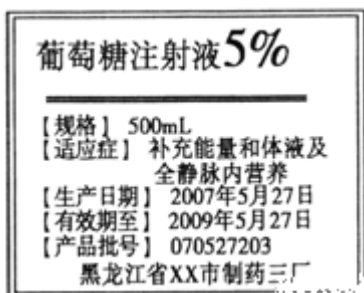 葡萄糖注射液5%
【规格】 500mL
【适应症】 补充能量和体液及
全静脉内营养
【生产日期】 2007年5月27日
【有效期至】 2009年5月27日
【产品批号】 070527203
黑龙江省XX市制药三厂